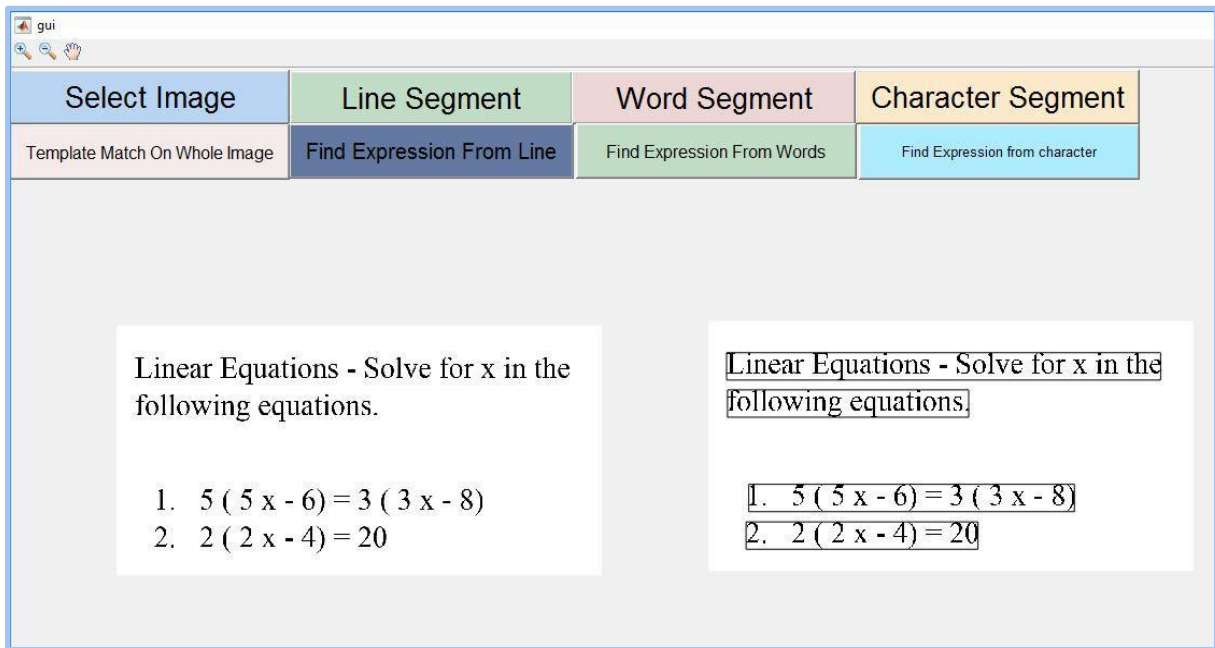 gui
Select Image
Line Segment
Word Segment
Character Segment
Template Match On Whole Image
Find Expression From Line
Find Expression From Words
Find Expression from character
Linear Equations - Solve for x in the
following equations.
1. 5 ( 5 x - 6) = 3 ( 3 x - 8)
2. 2 ( 2 x - 4) = 20
Linear Equations - Solve for x in the
following equations.
1. 5 ( 5 x - 6) = 3 ( 3 x - 8)
2. 2 ( 2 x - 4) = 20